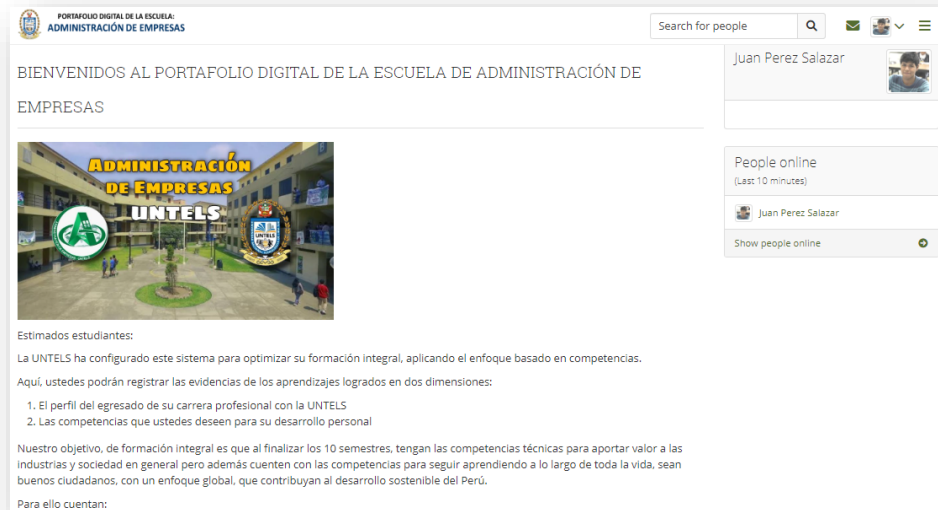 PORTAFOLIO DIGITAL DE LA ESCUELA:
ADMINISTRACIÓN DE EMPRESAS
Search for people
BIENVENIDOS AL PORTAFOLIO DIGITAL DE LA ESCUELA DE ADMINISTRACIÓN DE
EMPRESAS
ADMINISTRACIÓN
DE EMPRESAS
UNTELS
UNTELS
Estimados estudiantes:
La UNTELS ha configurado este sistema para optimizar su formación integral, aplicando el enfoque basado en competencias.
Aquí, ustedes podrán registrar las evidencias de los aprendizajes logrados en dos dimensiones:
1. El perfil del egresado de su carrera profesional con la UNTELS
2. Las competencias que ustedes deseen para su desarrollo personal
Nuestro objetivo, de formación integral es que al finalizar los 10 semestres, tengan las competencias técnicas para aportar valor a las
industrias y sociedad en general pero además cuenten con las competencias para seguir aprendiendo a lo largo de toda la vida, sean
buenos ciudadanos, con un enfoque global, que contribuyan al desarrollo sostenible del Perú.
Para ello cuentan:
Juan Perez Salazar
People online
(Last 10 minutes)
Juan Perez Salazar
Show people online